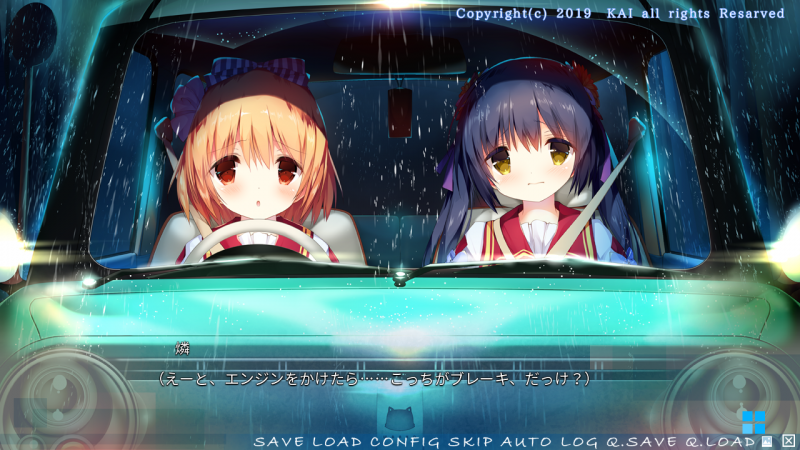 Copyright(c) 2019 KAI all rights Resarved
燐
（えーと、エンジンをかけたら……こっちがブレーキ、だっけ？）
SAVE LOAD CONFIG SKIP AUTO LOG Q.SAVE Q.LOAD